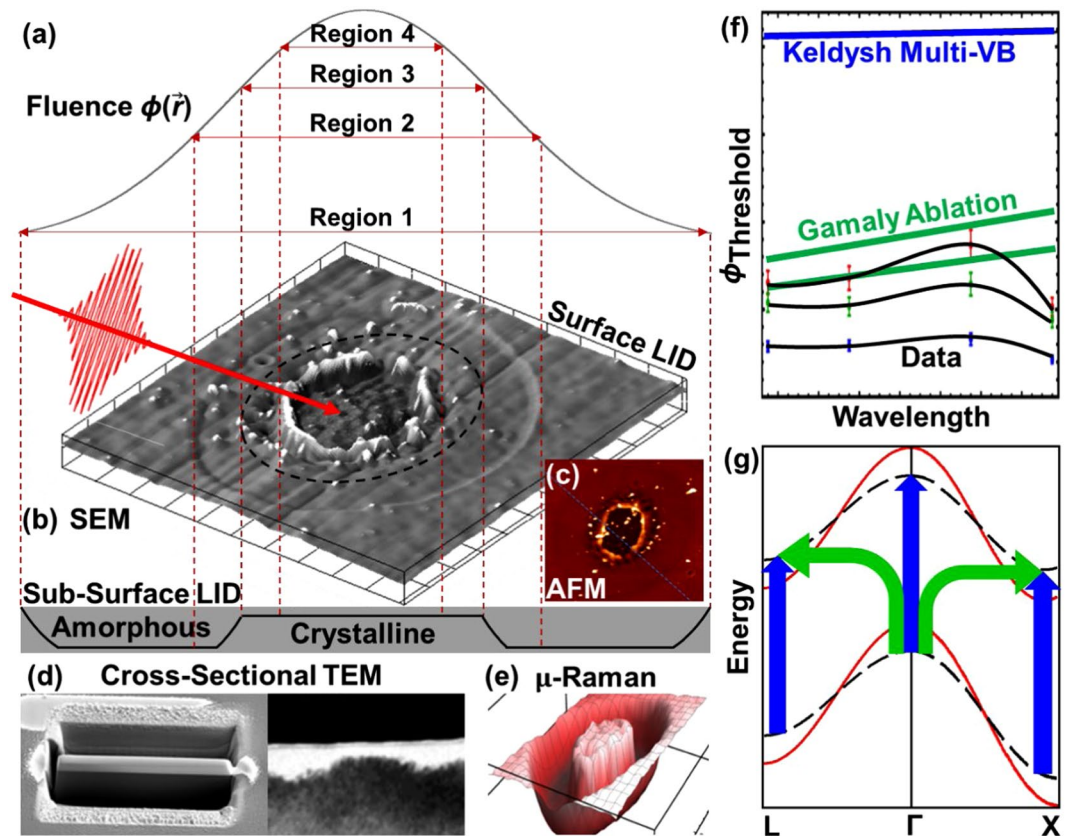 (a)
Region 4
Region 3
Fluence ϕ(r⃗)
Region 2
Region 1
Surface LID
(b) SEM
(c)
AFM
Sub-Surface LID
Amorphous
Crystalline
(d) Cross-Sectional TEM
(e) μ-Raman
(f)
Keldysh Multi-VB
Gamaly Ablation
ϕThreshold
Data
Wavelength
(g)
Energy
L Γ X